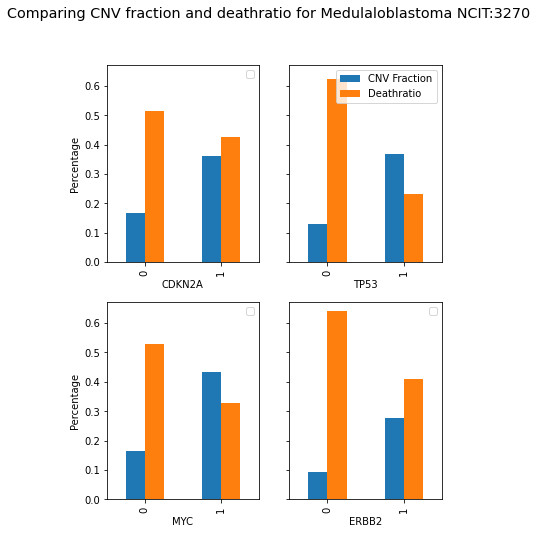 Comparing CNV fraction and deathratio for Medulaloblastoma NCIT:3270
0.6
0.5
0.4
0.3
0.2
0.1
0.0
Percentage
0
1
CDKN2A
CNV Fraction
Deathratio
0
1
TP53
0.6
0.5
0.4
0.3
0.2
0.1
0.0
Percentage
0
1
MYC
0
1
ERBB2